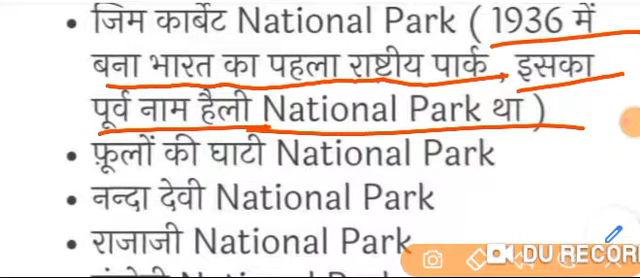 • जिम कार्बेट National Park ( 1936 में
बना भारत का पहला राष्ट्रीय पार्क , इसका
पूर्व नाम हैली National Park था )
• फ़ूलों की घाटी National Park
• नन्दा देवी National Park
• राजाजी National Park
DU RECOR